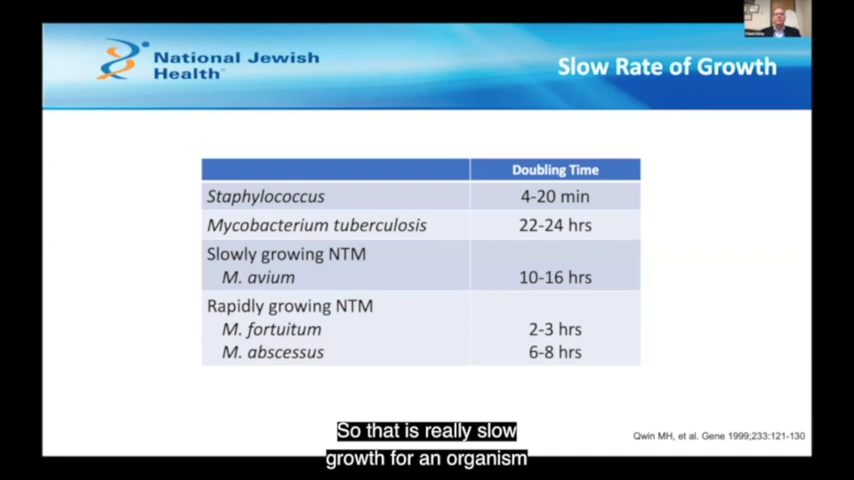 National Jewish
Health®
Slow Rate of Growth
Doubling Time
Staphylococcus 4-20 min
Mycobacterium tuberculosis 22-24 hrs
Slowly growing NTM
M. avium 10-16 hrs
Rapidly growing NTM
M. fortuitum 2-3 hrs
M. abscessus 6-8 hrs
Qwin MH, et al. Gene 1999;233:121-130
So that is really slow
growth for an organism